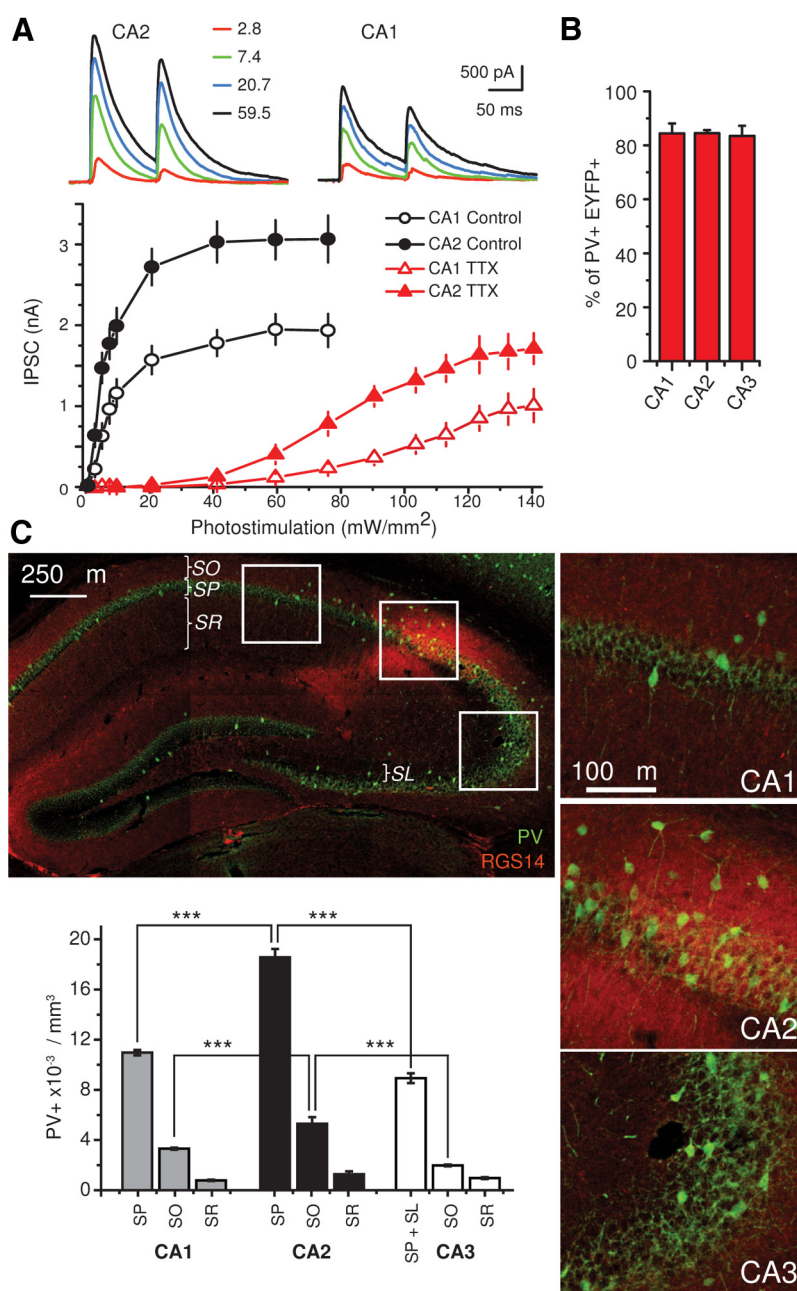 A
CA2
2.8
7.4
20.7
59.5
CA1
500 pA
50 ms
CA1 Control
CA2 Control
CA1 TTX
CA2 TTX
3
2
1
0
IPSC (nA)
0 20 40 60 80 100 120 140
Photostimulation (mW/mm²)
B
100
80
60
40
20
0
% of PV+ EYFP+
CA1 CA2 CA3
C
250 m
SO
SP
SR
SL
PV
RGS14
100 m
CA1
CA2
CA3
*** ***
*** ***
20
16
12
8
4
0
PV+ x10⁻³ / mm³
SP SO SR SP SO SR SP + SL SO SR
CA1 CA2 CA3